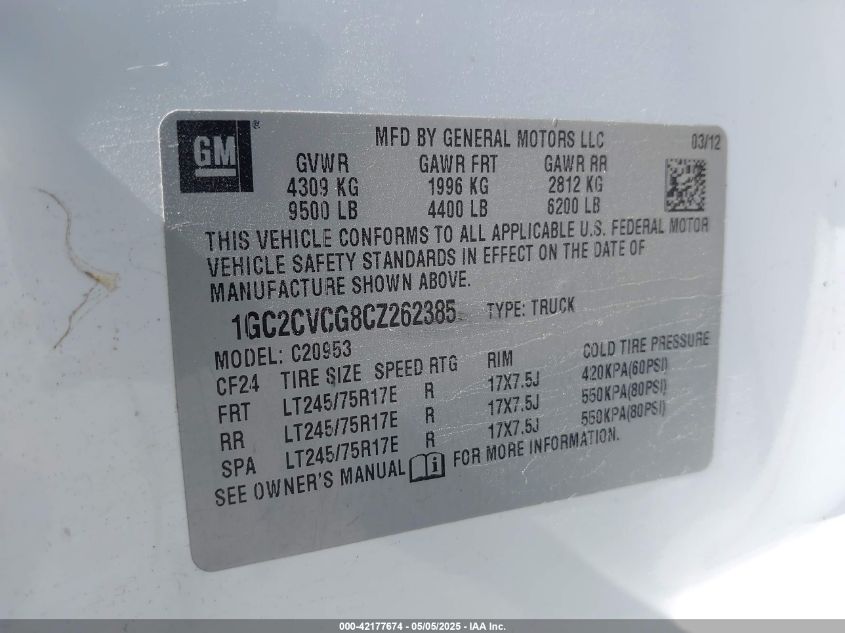 GM ®
MFD BY GENERAL MOTORS LLC 03/12
GVWR GAWR FRT GAWR RR
4309 KG 1996 KG 2812 KG
9500 LB 4400 LB 6200 LB
THIS VEHICLE CONFORMS TO ALL APPLICABLE U.S. FEDERAL MOTOR
VEHICLE SAFETY STANDARDS IN EFFECT ON THE DATE OF
MANUFACTURE SHOWN ABOVE.
1GC2CVCG8CZ262385 TYPE: TRUCK
MODEL: C20953
CF24 TIRE SIZE SPEED RTG RIM COLD TIRE PRESSURE
FRT LT245/75R17E R 17X7.5J 420KPA(60PSI)
RR LT245/75R17E R 17X7.5J 550KPA(80PSI)
SPA LT245/75R17E R 17X7.5J 550KPA(80PSI)
SEE OWNER'S MANUAL FOR MORE INFORMATION.
000-42177674 - 05/05/2025 - IAA Inc.